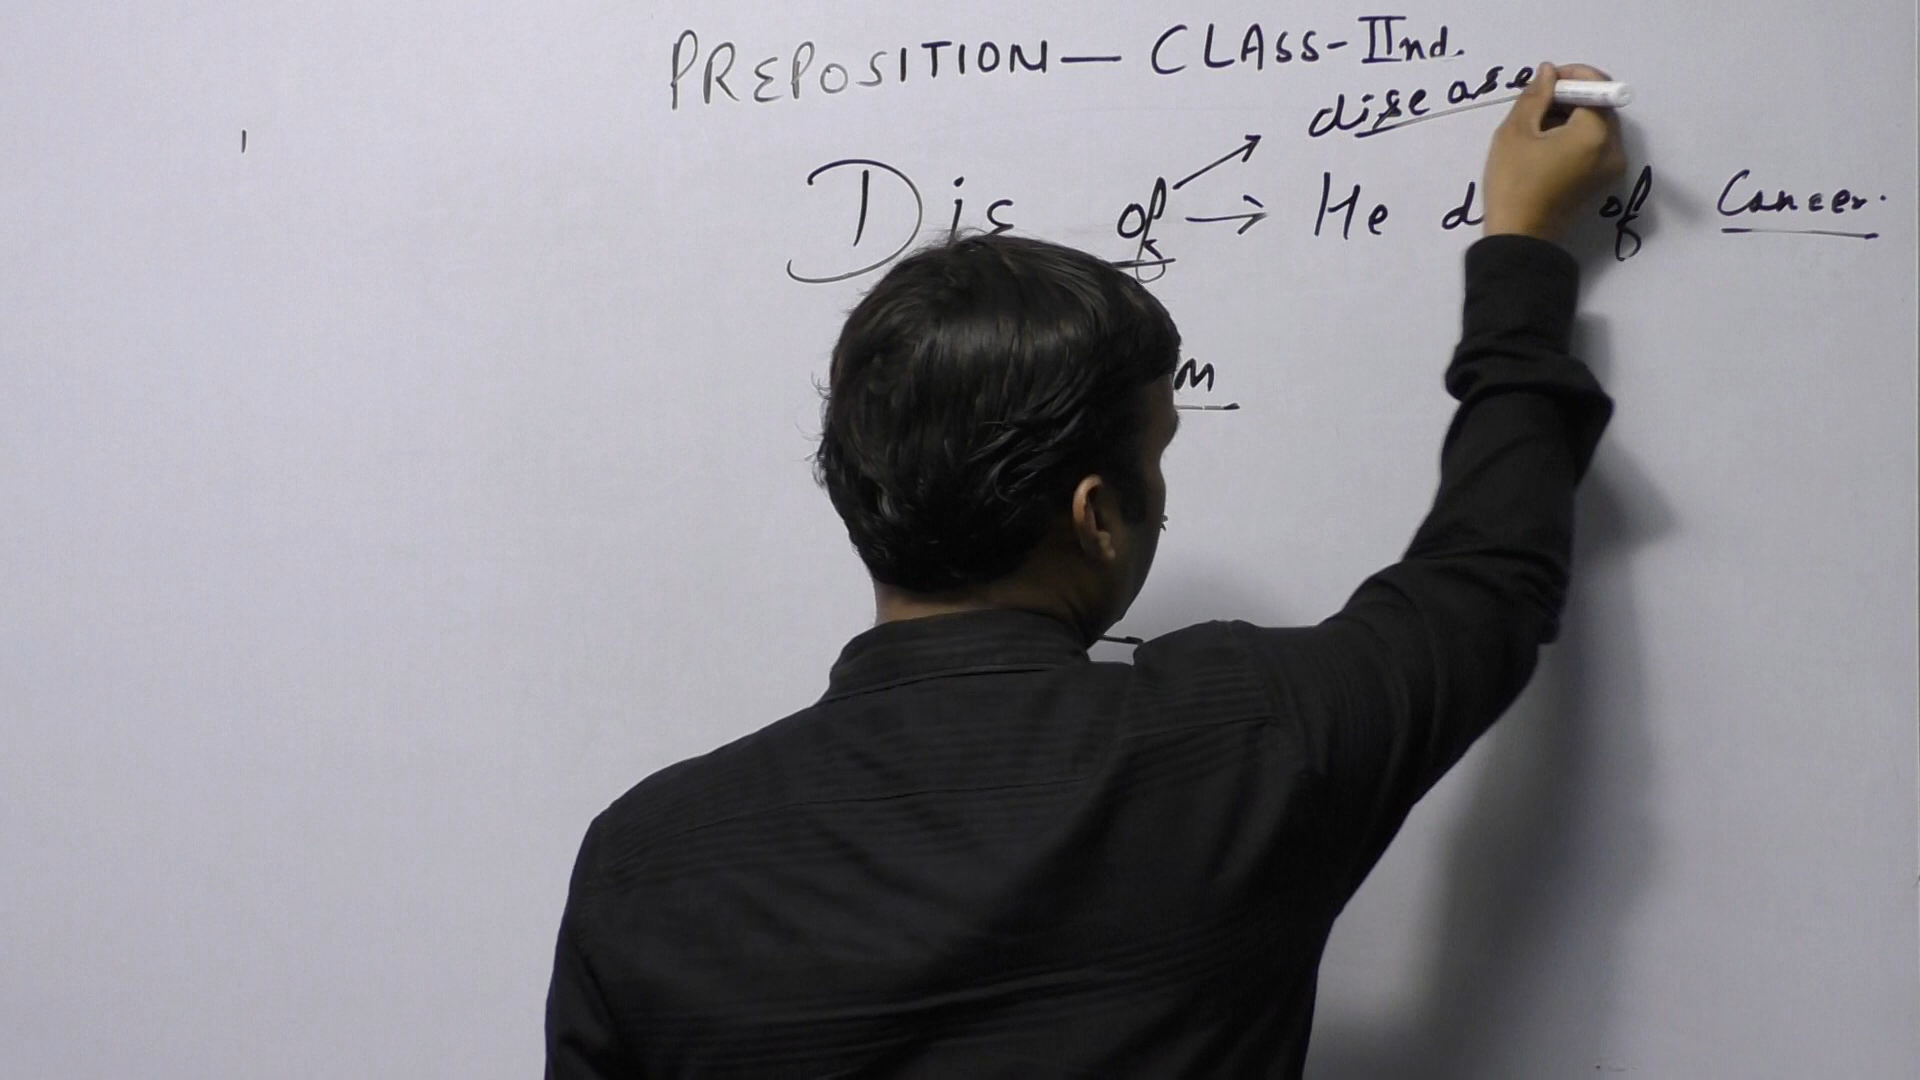 PREPOSITION — CLASS-IInd.
disease
Die of → He of Cancer.